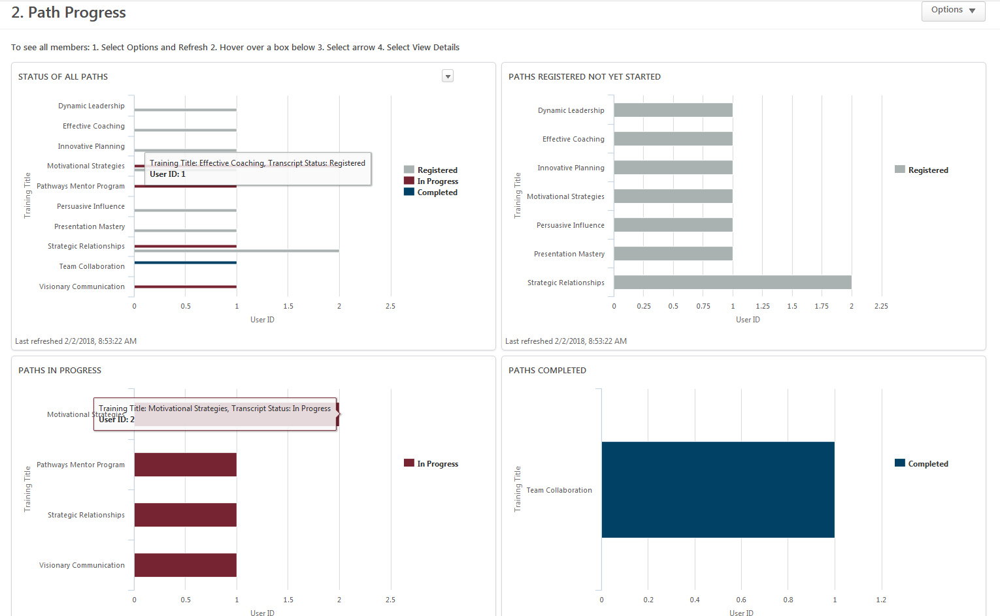 2. Path Progress
Options
To see all members: 1. Select Options and Refresh 2. Hover over a box below 3. Select arrow 4. Select View Details
STATUS OF ALL PATHS
Training Title
Dynamic Leadership
Effective Coaching
Innovative Planning
Motivational Strategies
Pathways Mentor Program
Persuasive Influence
Presentation Mastery
Strategic Relationships
Team Collaboration
Visionary Communication
Training Title: Effective Coaching, Transcript Status: Registered
User ID: 1
Registered
In Progress
Completed
0 0.5 1 1.5 2 2.5
User ID
Last refreshed 2/2/2018, 8:53:22 AM
PATHS REGISTERED NOT YET STARTED
Training Title
Dynamic Leadership
Effective Coaching
Innovative Planning
Motivational Strategies
Persuasive Influence
Presentation Mastery
Strategic Relationships
Registered
0 0.25 0.5 0.75 1 1.25 1.5 1.75 2 2.25
User ID
Last refreshed 2/2/2018, 8:53:22 AM
PATHS IN PROGRESS
Training Title
Motivational Strategies
Training Title: Motivational Strategies, Transcript Status: In Progress
User ID: 2
Pathways Mentor Program
Strategic Relationships
Visionary Communication
In Progress
0 0.5 1 1.5 2 2.5
User ID
PATHS COMPLETED
Training Title
Team Collaboration
Completed
0 0.2 0.4 0.6 0.8 1 1.2
User ID